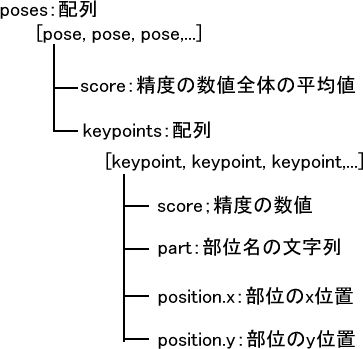 poses：配列
[pose, pose, pose,...]
score：精度の数値全体の平均値
keypoints：配列
[keypoint, keypoint, keypoint,...]
score；精度の数値
part：部位名の文字列
position.x：部位のx位置
position.y：部位のy位置